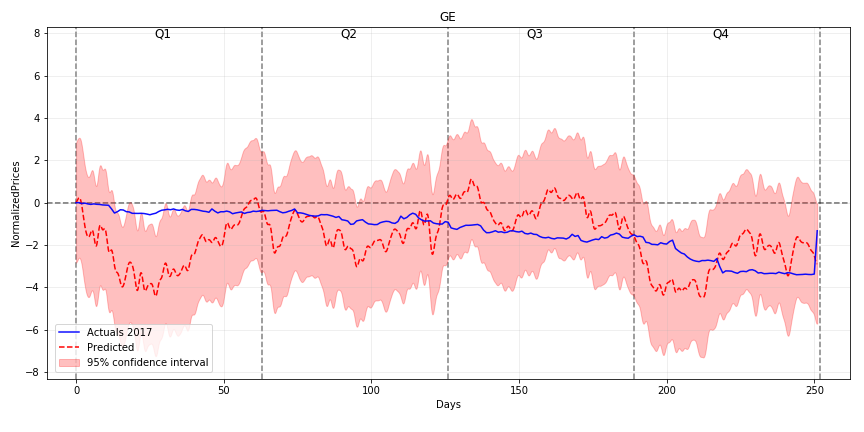 GE
Q1 Q2 Q3 Q4
8
6
4
2
0
−2
−4
−6
−8
NormalizedPrices
Actuals 2017
Predicted
95% confidence interval
0 50 100 150 200 250
Days